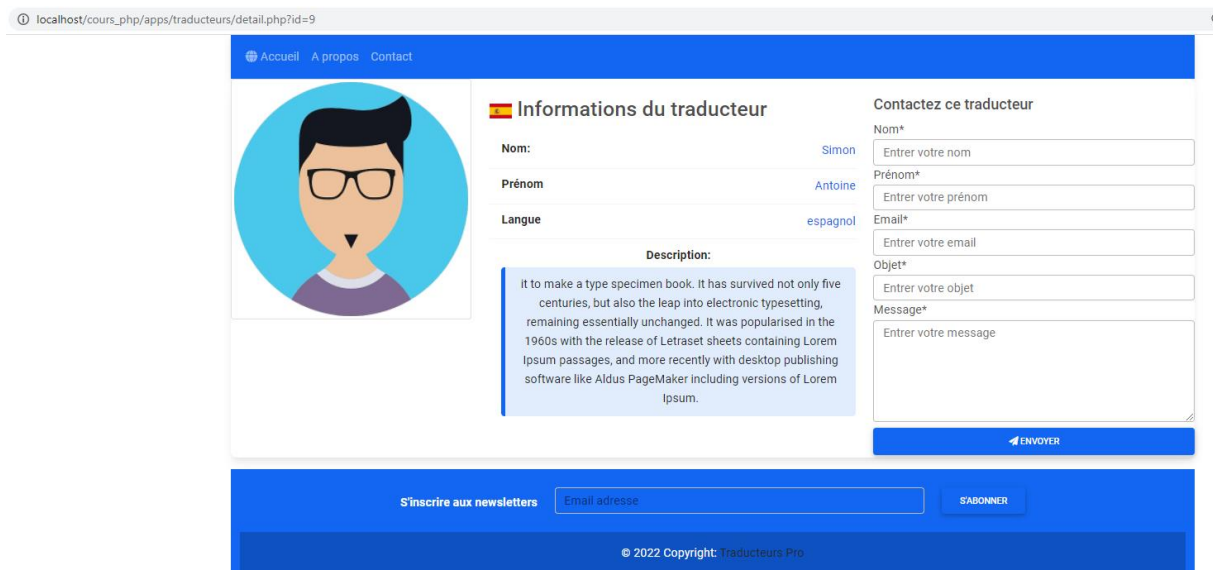 localhost/cours_php/apps/traducteurs/detail.php?id=9
Accueil A propos Contact
Informations du traducteur
Nom: Simon
Prénom Antoine
Langue espagnol
Description:
it to make a type specimen book. It has survived not only five
centuries, but also the leap into electronic typesetting,
remaining essentially unchanged. It was popularised in the
1960s with the release of Letraset sheets containing Lorem
Ipsum passages, and more recently with desktop publishing
software like Aldus PageMaker including versions of Lorem
Ipsum.
Contactez ce traducteur
Nom*
Entrer votre nom
Prénom*
Entrer votre prénom
Email*
Entrer votre email
Objet*
Entrer votre objet
Message*
Entrer votre message
ENVOYER
S'inscrire aux newsletters Email adresse S'ABONNER
© 2022 Copyright: Traducteurs Pro